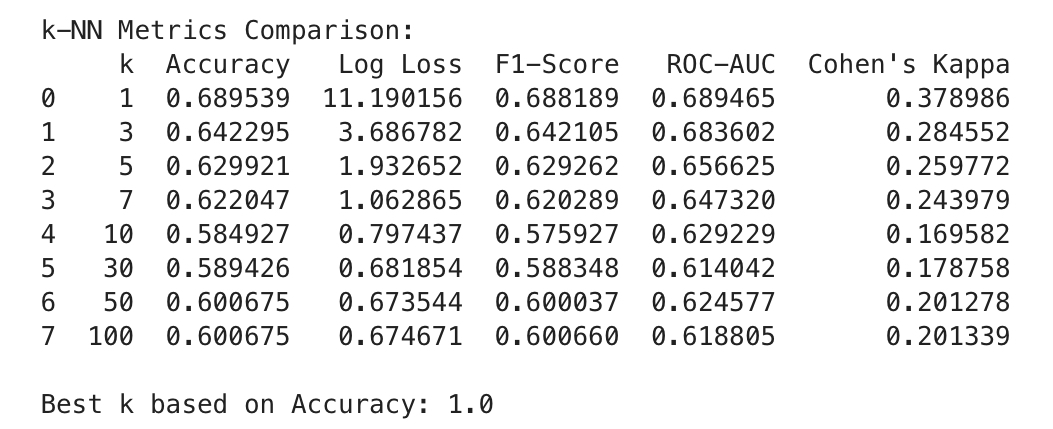 k-NN Metrics Comparison:
k Accuracy Log Loss F1-Score ROC-AUC Cohen's Kappa
0 1 0.689539 11.190156 0.688189 0.689465 0.378986
1 3 0.642295 3.686782 0.642105 0.683602 0.284552
2 5 0.629921 1.932652 0.629262 0.656625 0.259772
3 7 0.622047 1.062865 0.620289 0.647320 0.243979
4 10 0.584927 0.797437 0.575927 0.629229 0.169582
5 30 0.589426 0.681854 0.588348 0.614042 0.178758
6 50 0.600675 0.673544 0.600037 0.624577 0.201278
7 100 0.600675 0.674671 0.600660 0.618805 0.201339
Best k based on Accuracy: 1.0